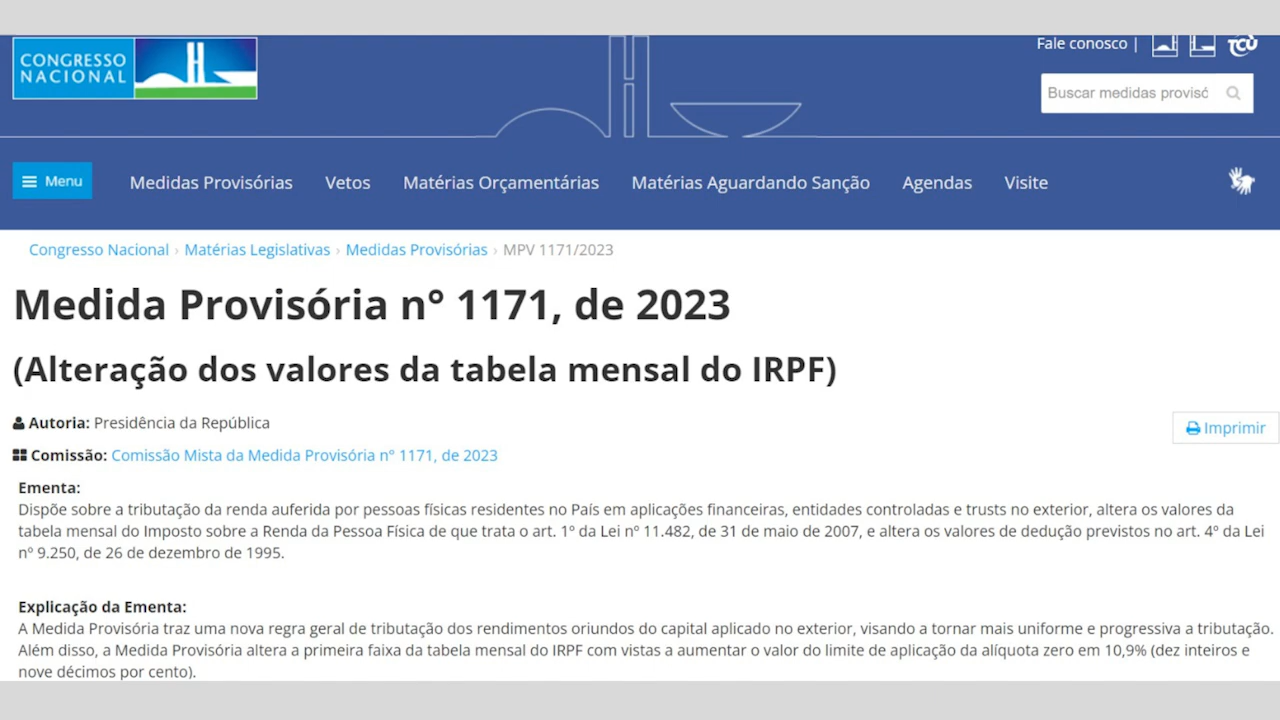 CONGRESSO
NACIONAL
Fale conosco |
TCU
Buscar medidas provisó
Menu
Medidas Provisórias
Vetos
Matérias Orçamentárias
Matérias Aguardando Sanção
Agendas
Visite
Congresso Nacional › Matérias Legislativas › Medidas Provisórias › MPV 1171/2023
Medida Provisória n° 1171, de 2023
(Alteração dos valores da tabela mensal do IRPF)
Autoria: Presidência da República
Imprimir
Comissão: Comissão Mista da Medida Provisória n° 1171, de 2023
Ementa:
Dispõe sobre a tributação da renda auferida por pessoas físicas residentes no País em aplicações financeiras, entidades controladas e trusts no exterior, altera os valores da
tabela mensal do Imposto sobre a Renda da Pessoa Física de que trata o art. 1º da Lei nº 11.482, de 31 de maio de 2007, e altera os valores de dedução previstos no art. 4º da Lei
nº 9.250, de 26 de dezembro de 1995.
Explicação da Ementa:
A Medida Provisória traz uma nova regra geral de tributação dos rendimentos oriundos do capital aplicado no exterior, visando a tornar mais uniforme e progressiva a tributação.
Além disso, a Medida Provisória altera a primeira faixa da tabela mensal do IRPF com vistas a aumentar o valor do limite de aplicação da alíquota zero em 10,9% (dez inteiros e
nove décimos por cento).